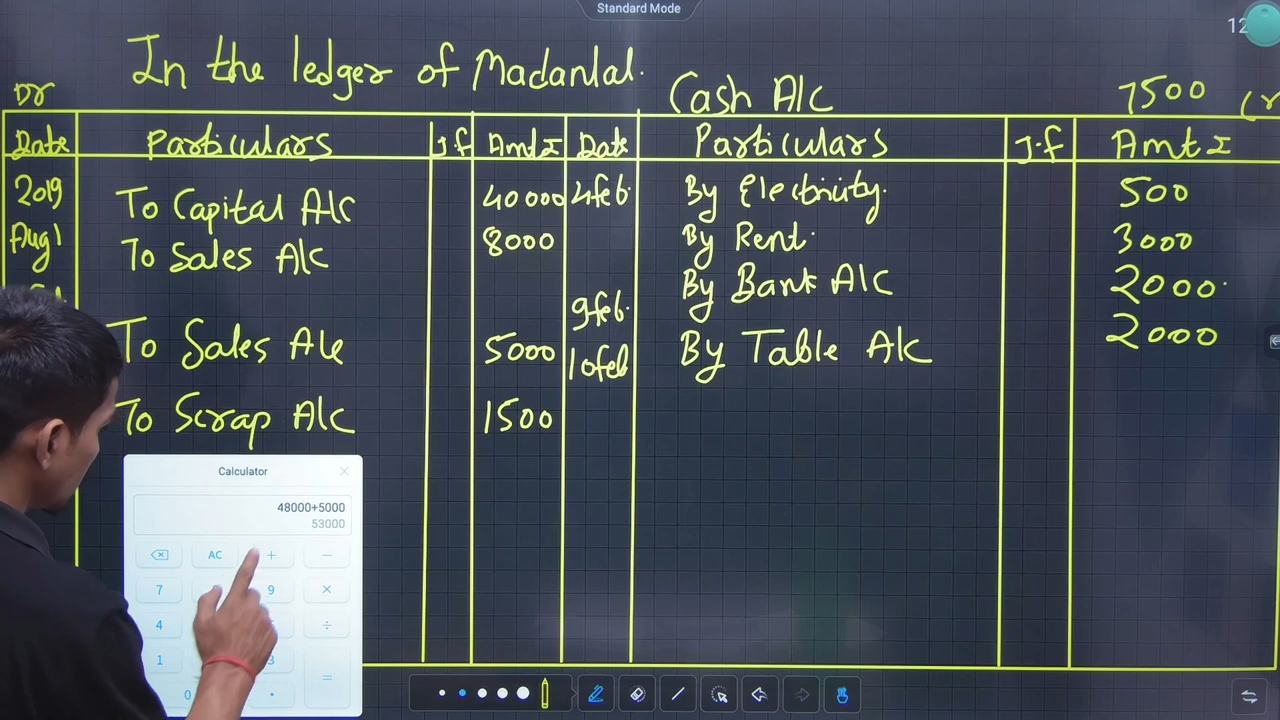 Standard Mode
12
In the ledger of Madanlal.
Dr Cash A/c 7500
Date Particulars J.f Amt₹ Date Particulars J.f Amt₹
2019 To Capital A/c 40000 4feb. By Electricity. 500
Aug1 To Sales A/c 8000 By Rent. 3000
9feb. By Bank A/c 2000.
To Sales A/c 5000 10feb By Table A/c 2000
To Scrap A/c 1500
Calculator
48000+5000
53000
AC + −
7 9 ×
4 ÷
1 3 =
0 .